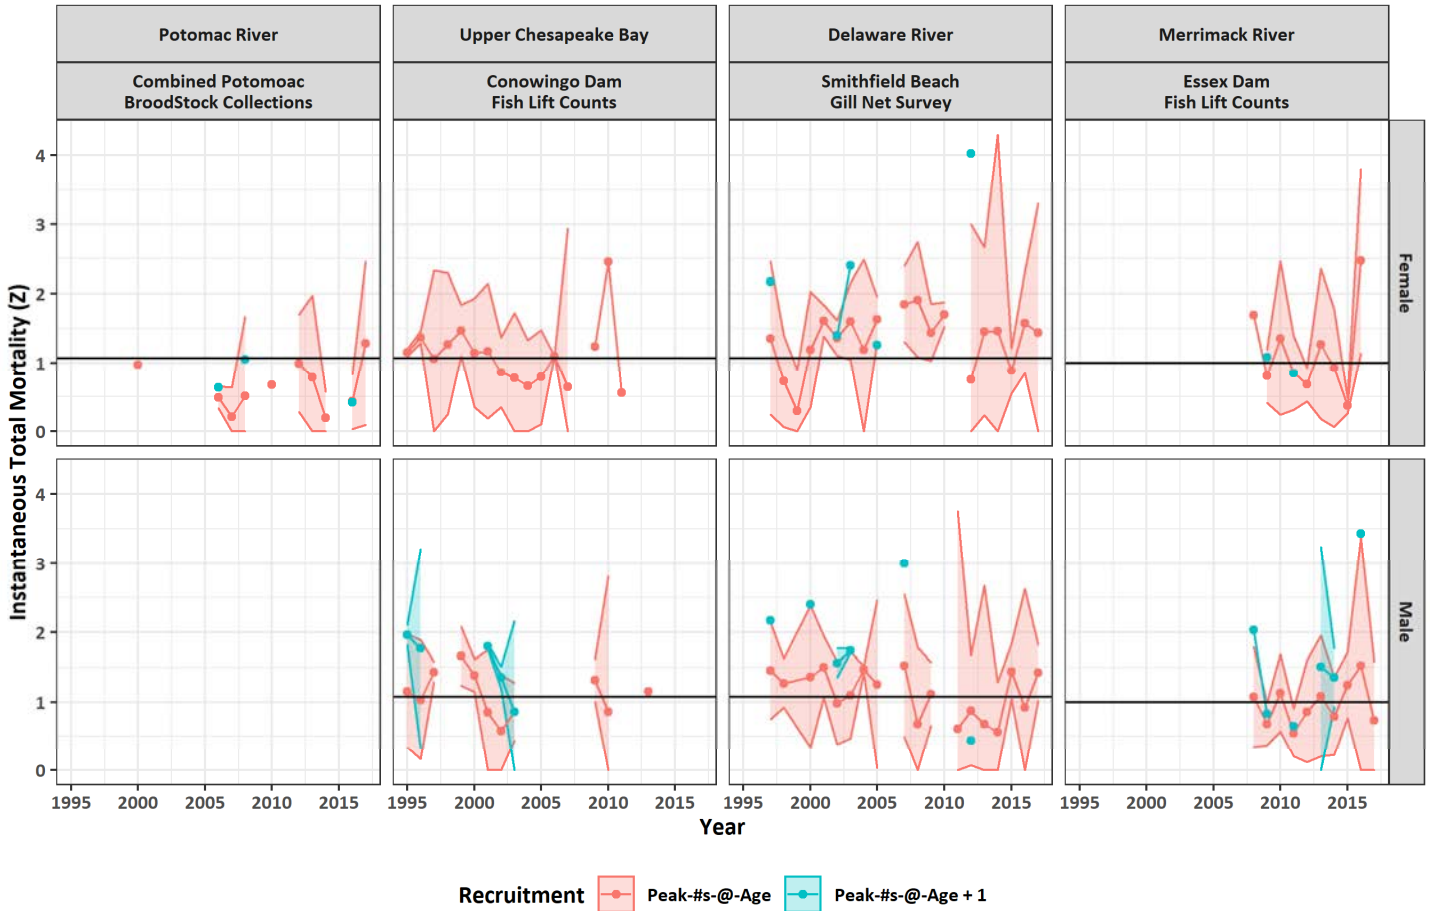 Potomac River Upper Chesapeake Bay Delaware River Merrimack River
Combined Potomoac Conowingo Dam Smithfield Beach Essex Dam
BroodStock Collections Fish Lift Counts Gill Net Survey Fish Lift Counts
4
3
2
1
0
Female
4
3
2
1
0
Male
Instantaneous Total Mortality (Z)
1995 2000 2005 2010 2015 1995 2000 2005 2010 2015 1995 2000 2005 2010 2015 1995 2000 2005 2010 2015
Year
Recruitment Peak-#s-@-Age Peak-#s-@-Age + 1